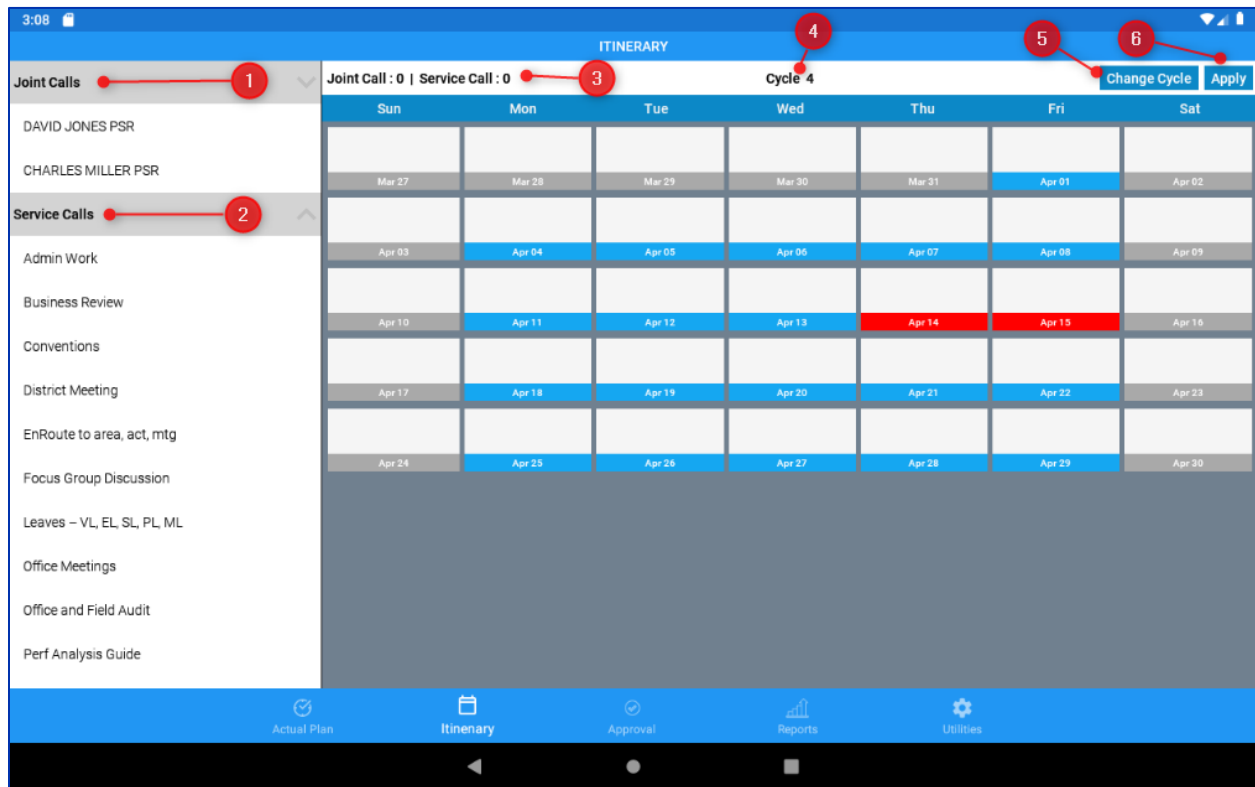 3:08
ITINERARY
4
5
6
Joint Calls
1
Joint Call : 0 | Service Call : 0
3
Cycle 4
Change Cycle
Apply
Sun Mon Tue Wed Thu Fri Sat
DAVID JONES PSR
CHARLES MILLER PSR
Mar 27 Mar 28 Mar 29 Mar 30 Mar 31 Apr 01 Apr 02
Service Calls
2
Apr 03 Apr 04 Apr 05 Apr 06 Apr 07 Apr 08 Apr 09
Admin Work
Business Review
Apr 10 Apr 11 Apr 12 Apr 13 Apr 14 Apr 15 Apr 16
Conventions
District Meeting
Apr 17 Apr 18 Apr 19 Apr 20 Apr 21 Apr 22 Apr 23
EnRoute to area, act, mtg
Apr 24 Apr 25 Apr 26 Apr 27 Apr 28 Apr 29 Apr 30
Focus Group Discussion
Leaves – VL, EL, SL, PL, ML
Office Meetings
Office and Field Audit
Perf Analysis Guide
Actual Plan
Itinenary
Approval
Reports
Utilities